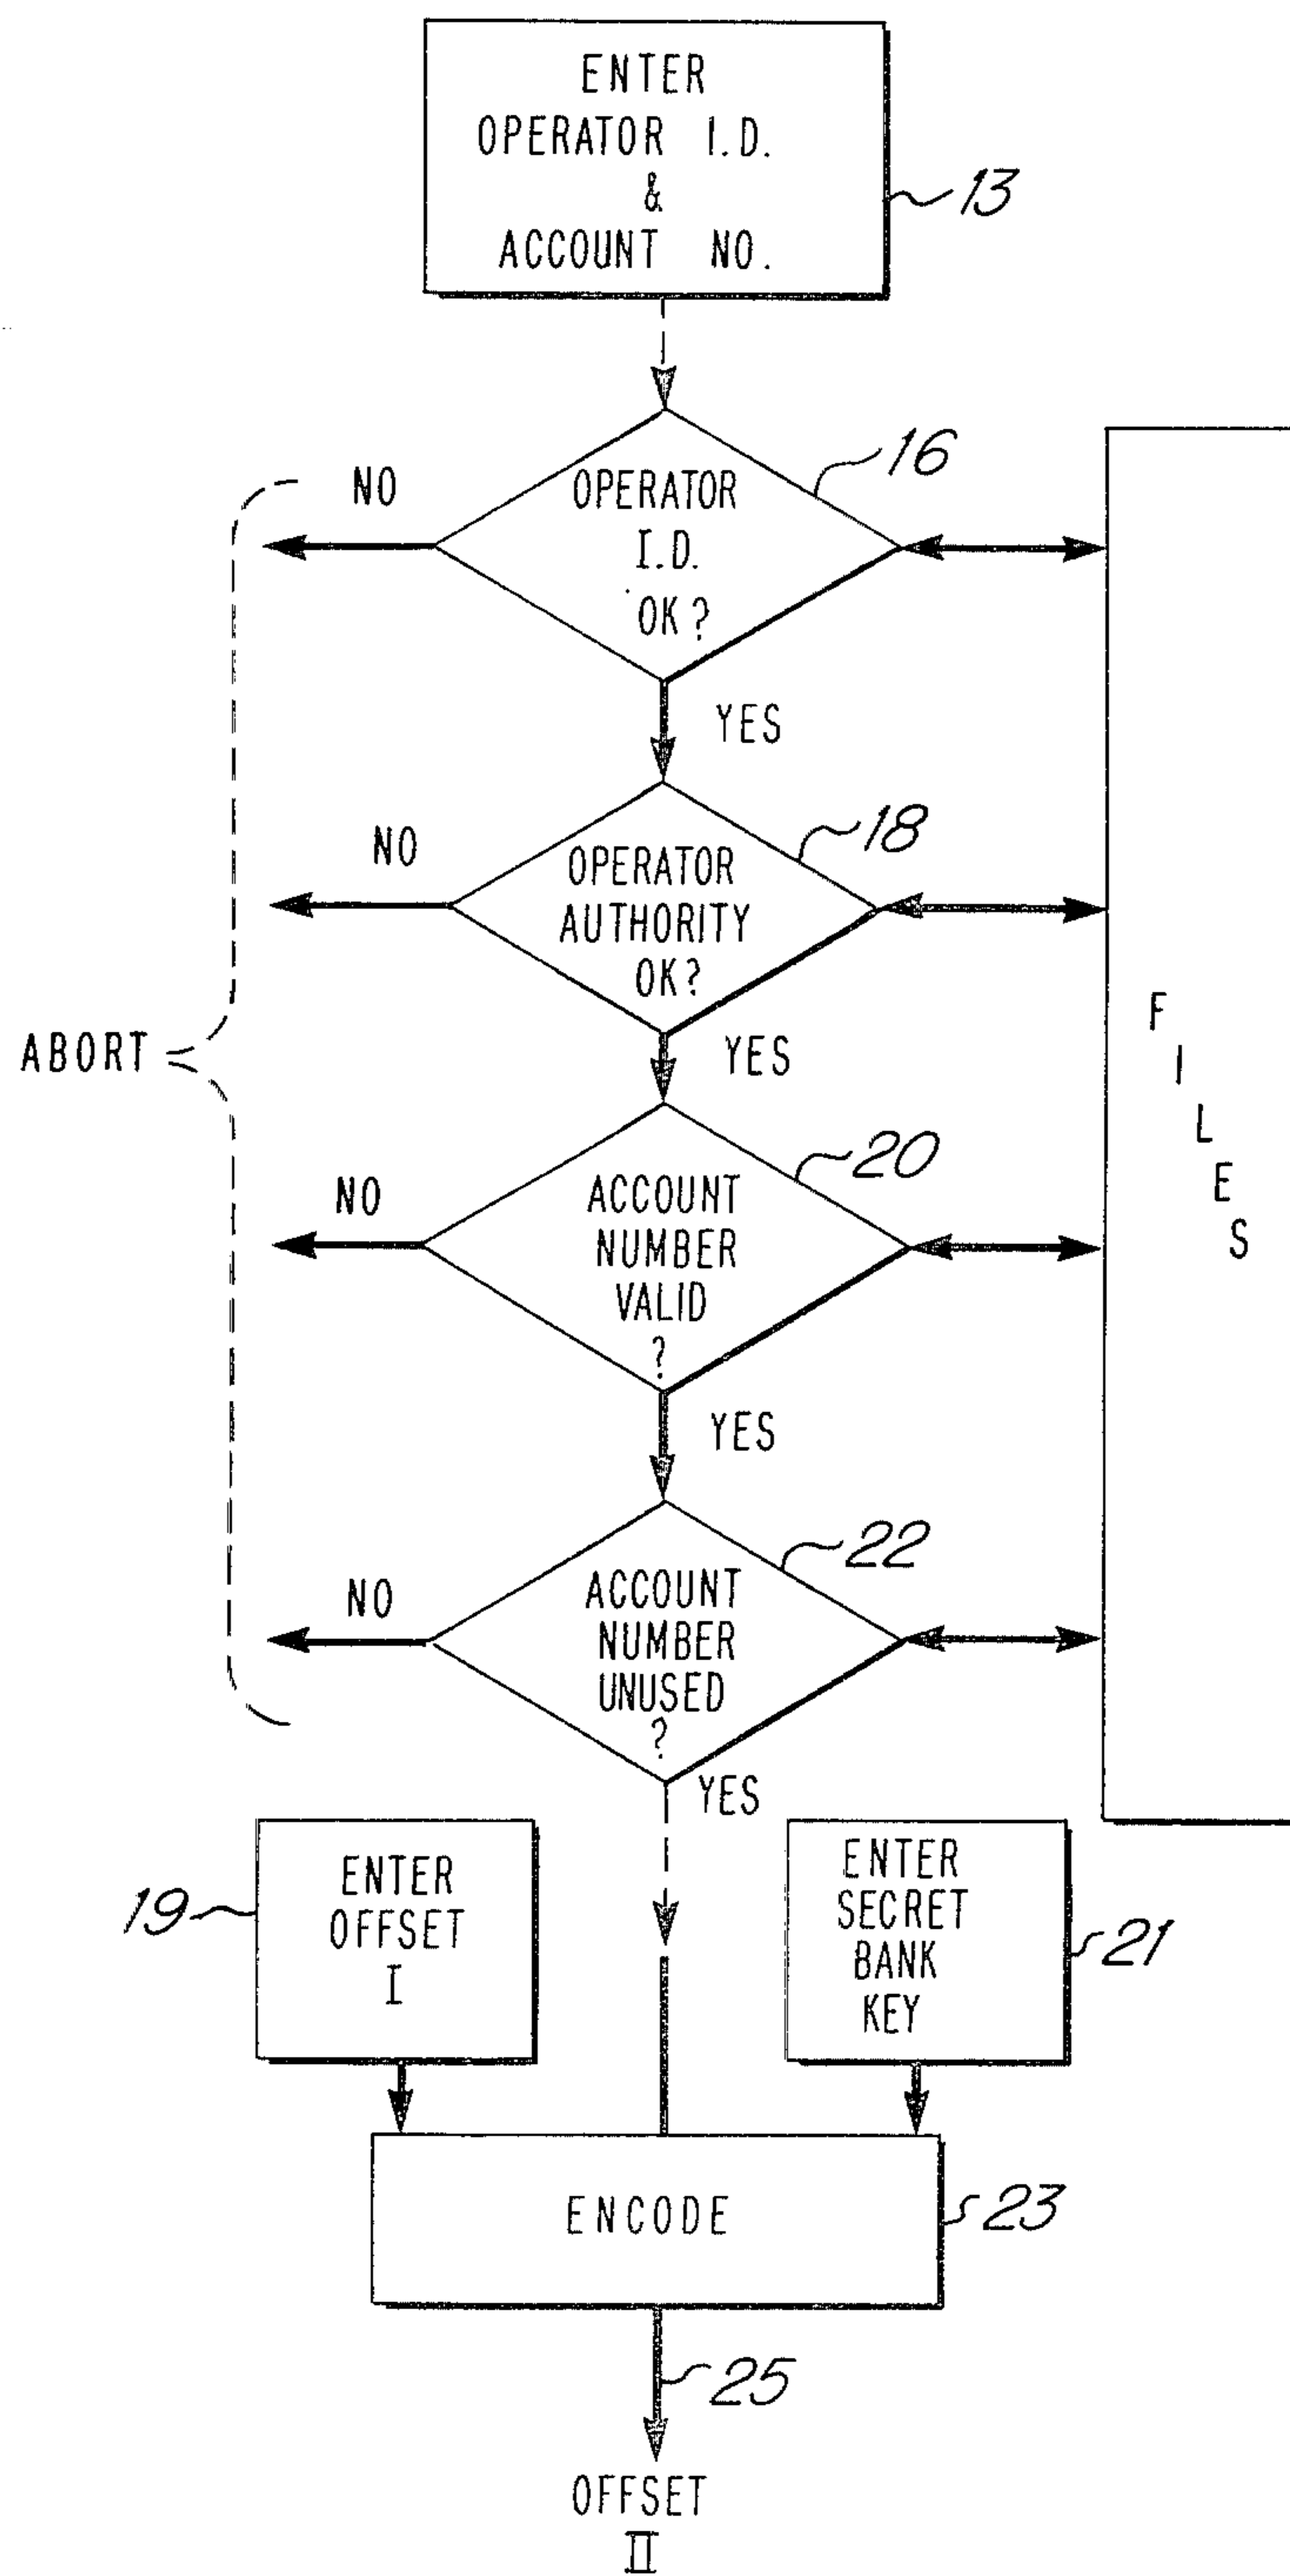 ENTER
OPERATOR I.D.
&
ACCOUNT NO.
13
16
NO
OPERATOR
I.D.
OK?
YES
18
NO
OPERATOR
AUTHORITY
OK?
YES
ABORT
FILES
20
NO
ACCOUNT
NUMBER
VALID
?
YES
22
NO
ACCOUNT
NUMBER
UNUSED
?
YES
19
ENTER
OFFSET
I
ENTER
SECRET
BANK
KEY
21
ENCODE
23
25
OFFSET
II